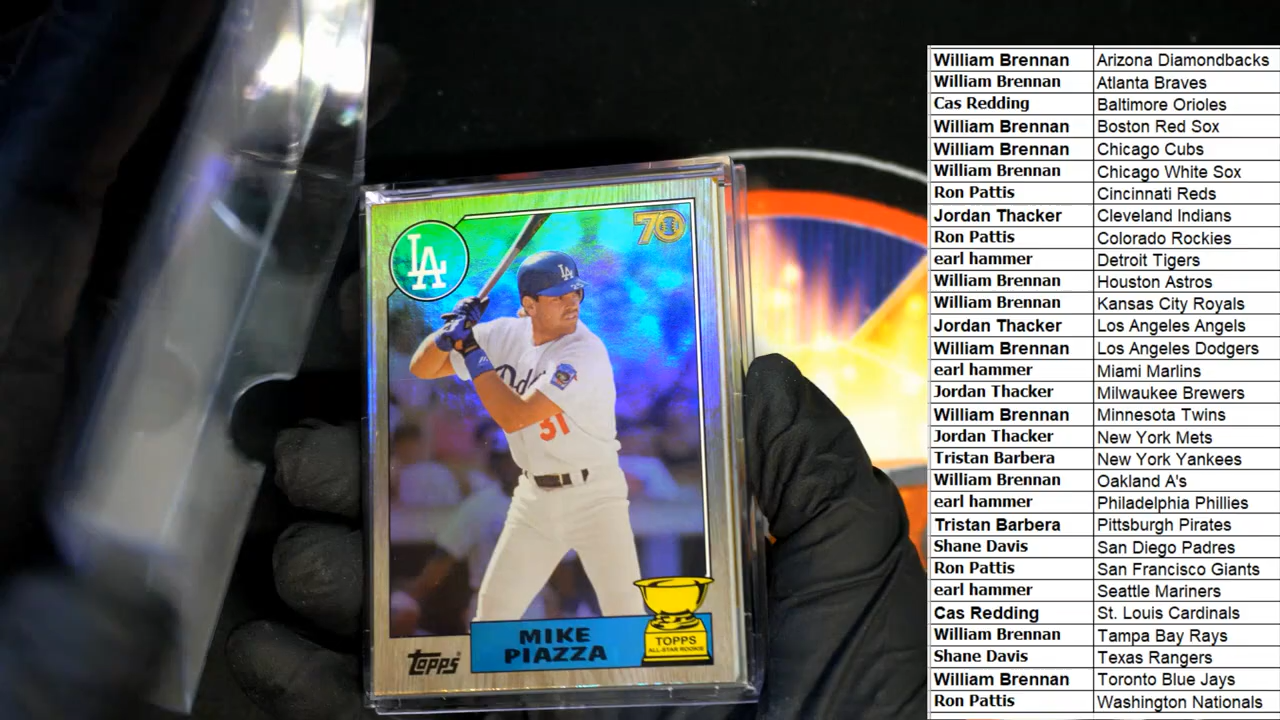 LA
70
LA
Dod
31
MIKE
PIAZZA
TOPPS
ALL-STAR ROOKIE
Topps
William Brennan Arizona Diamondbacks
William Brennan Atlanta Braves
Cas Redding Baltimore Orioles
William Brennan Boston Red Sox
William Brennan Chicago Cubs
William Brennan Chicago White Sox
Ron Pattis Cincinnati Reds
Jordan Thacker Cleveland Indians
Ron Pattis Colorado Rockies
earl hammer Detroit Tigers
William Brennan Houston Astros
William Brennan Kansas City Royals
Jordan Thacker Los Angeles Angels
William Brennan Los Angeles Dodgers
earl hammer Miami Marlins
Jordan Thacker Milwaukee Brewers
William Brennan Minnesota Twins
Jordan Thacker New York Mets
Tristan Barbera New York Yankees
William Brennan Oakland A's
earl hammer Philadelphia Phillies
Tristan Barbera Pittsburgh Pirates
Shane Davis San Diego Padres
Ron Pattis San Francisco Giants
earl hammer Seattle Mariners
Cas Redding St. Louis Cardinals
William Brennan Tampa Bay Rays
Shane Davis Texas Rangers
William Brennan Toronto Blue Jays
Ron Pattis Washington Nationals